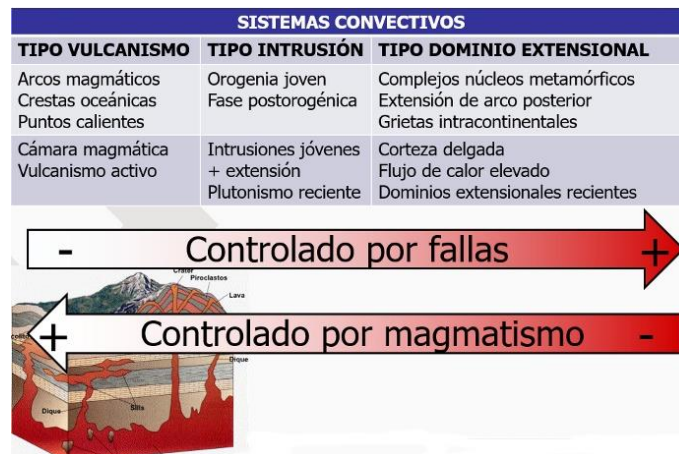 SISTEMAS CONVECTIVOS
TIPO VULCANISMO
TIPO INTRUSIÓN
TIPO DOMINIO EXTENSIONAL
Arcos magmáticos
Crestas oceánicas
Puntos calientes
Orogenia joven
Fase postorogénica
Complejos núcleos metamórficos
Extensión de arco posterior
Grietas intracontinentales
Cámara magmática
Vulcanismo activo
Intrusiones jóvenes
+ extensión
Plutonismo reciente
Corteza delgada
Flujo de calor elevado
Dominios extensionales recientes
- Controlado por fallas +
Cráter
Piroclastos
Lava
+ Controlado por magmatismo -
Dique
Sills
Dique